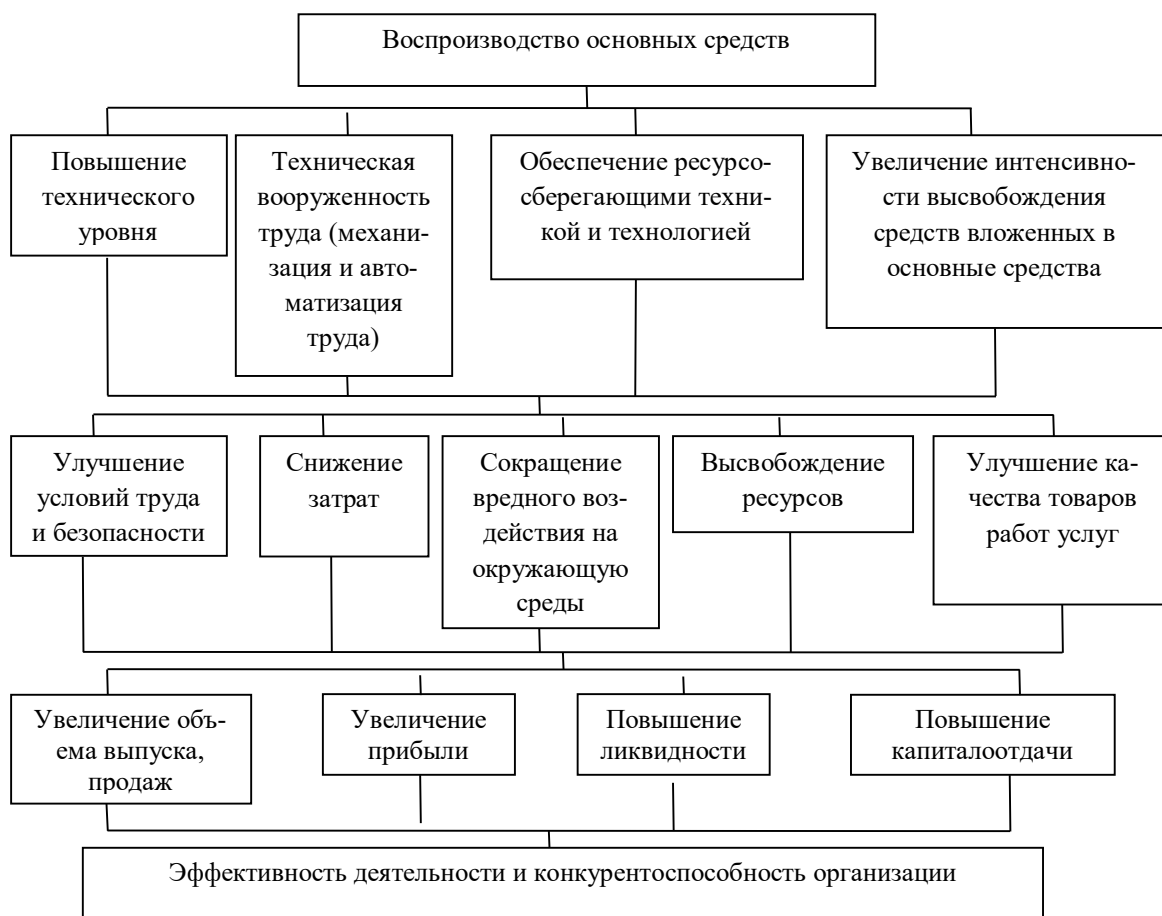 Воспроизводство основных средств
Повышение
технического
уровня
Техническая
вооруженность
труда (механи-
зация и авто-
матизация
труда)
Обеспечение ресурсо-
сберегающими техни-
кой и технологией
Увеличение интенсивно-
сти высвобождения
средств вложенных в
основные средства
Улучшение
условий труда
и безопасности
Снижение
затрат
Сокращение
вредного воз-
действия на
окружающую
среды
Высвобождение
ресурсов
Улучшение ка-
чества товаров
работ услуг
Увеличение объ-
ема выпуска,
продаж
Увеличение
прибыли
Повышение
ликвидности
Повышение
капиталоотдачи
Эффективность деятельности и конкурентоспособность организации